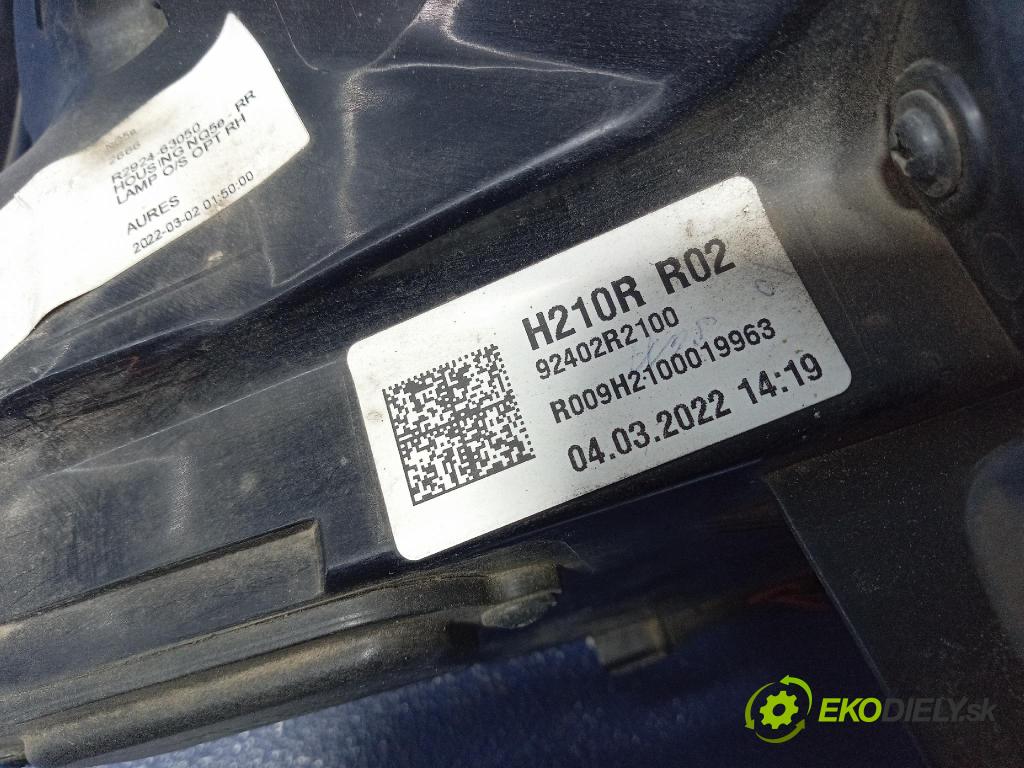 NQ5e
2666
R2924-63050
HOUSING NQ5e - RR
LAMP O/S OPT RH
AURES
2022-03-02 01:50:00
H210R R02
92402R2100
R009H2100019963
04.03.2022 14:19
EKODIELY.sk